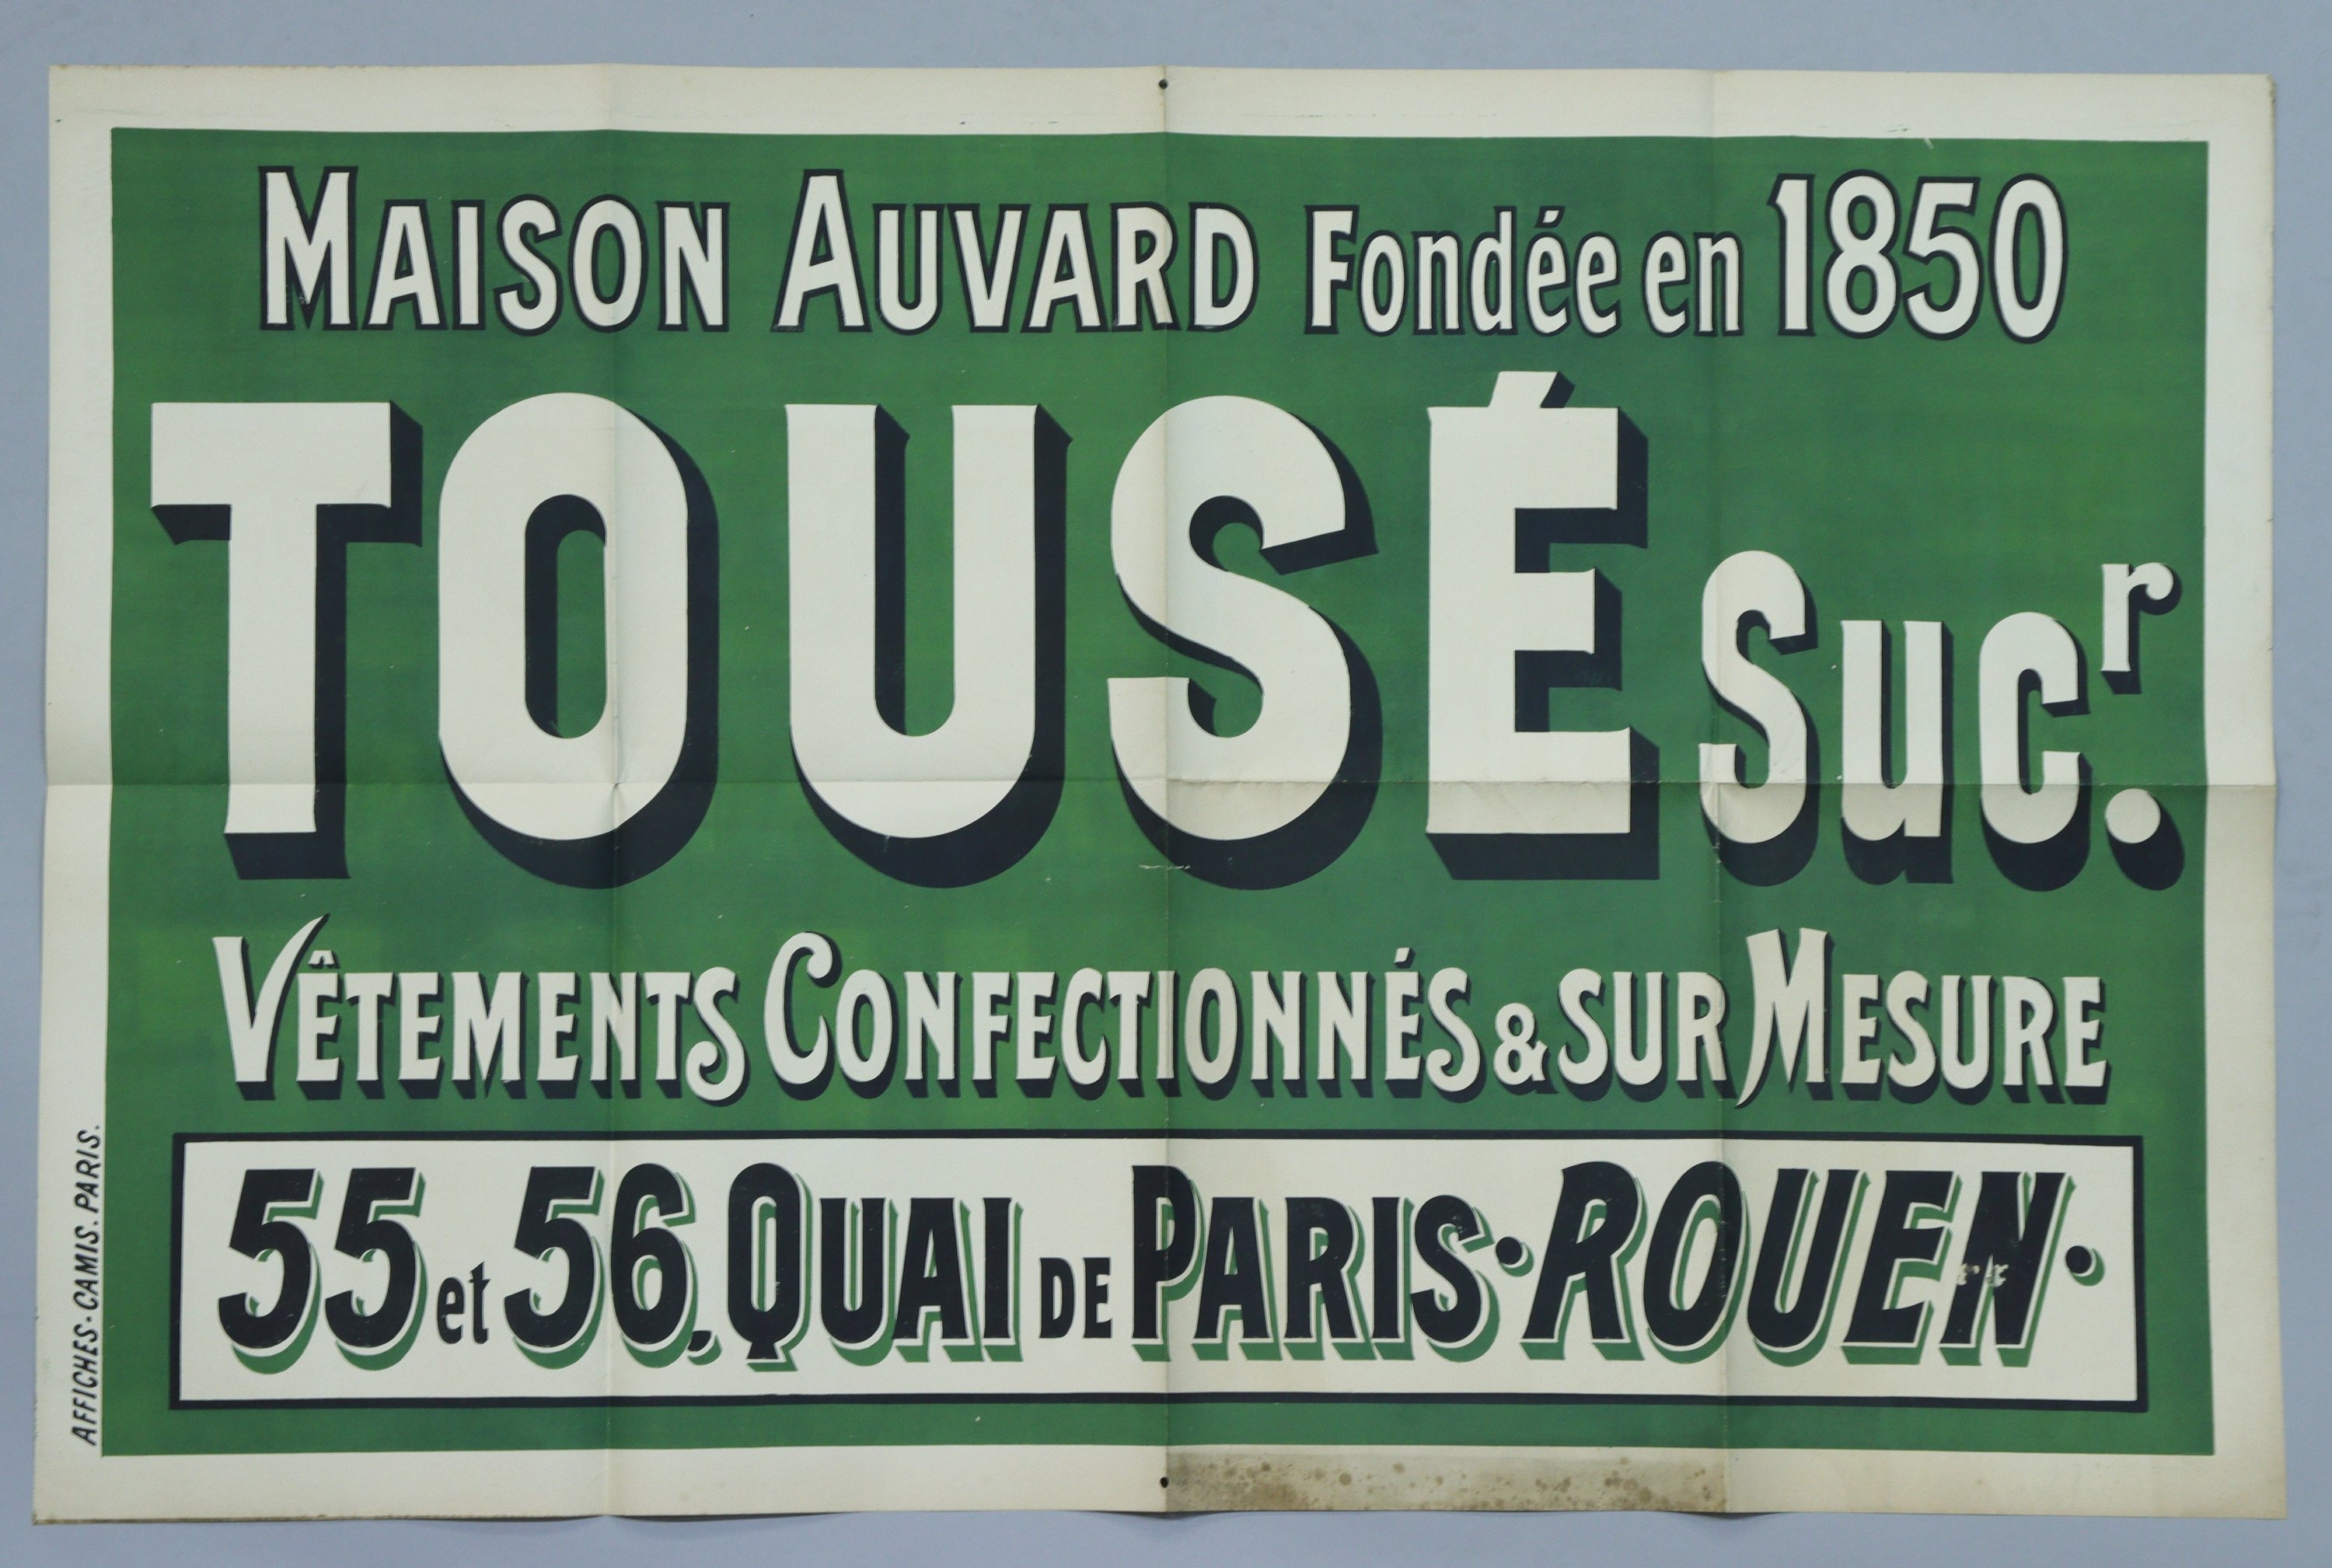 MAISON AUVARD Fondée en 1850
TOUSÉ Sucr.
VÊTEMENTS CONFECTIONNÉS & SUR MESURE
55 et 56, QUAI DE PARIS · ROUEN ·
AFFICHES-CAMIS. PARIS.